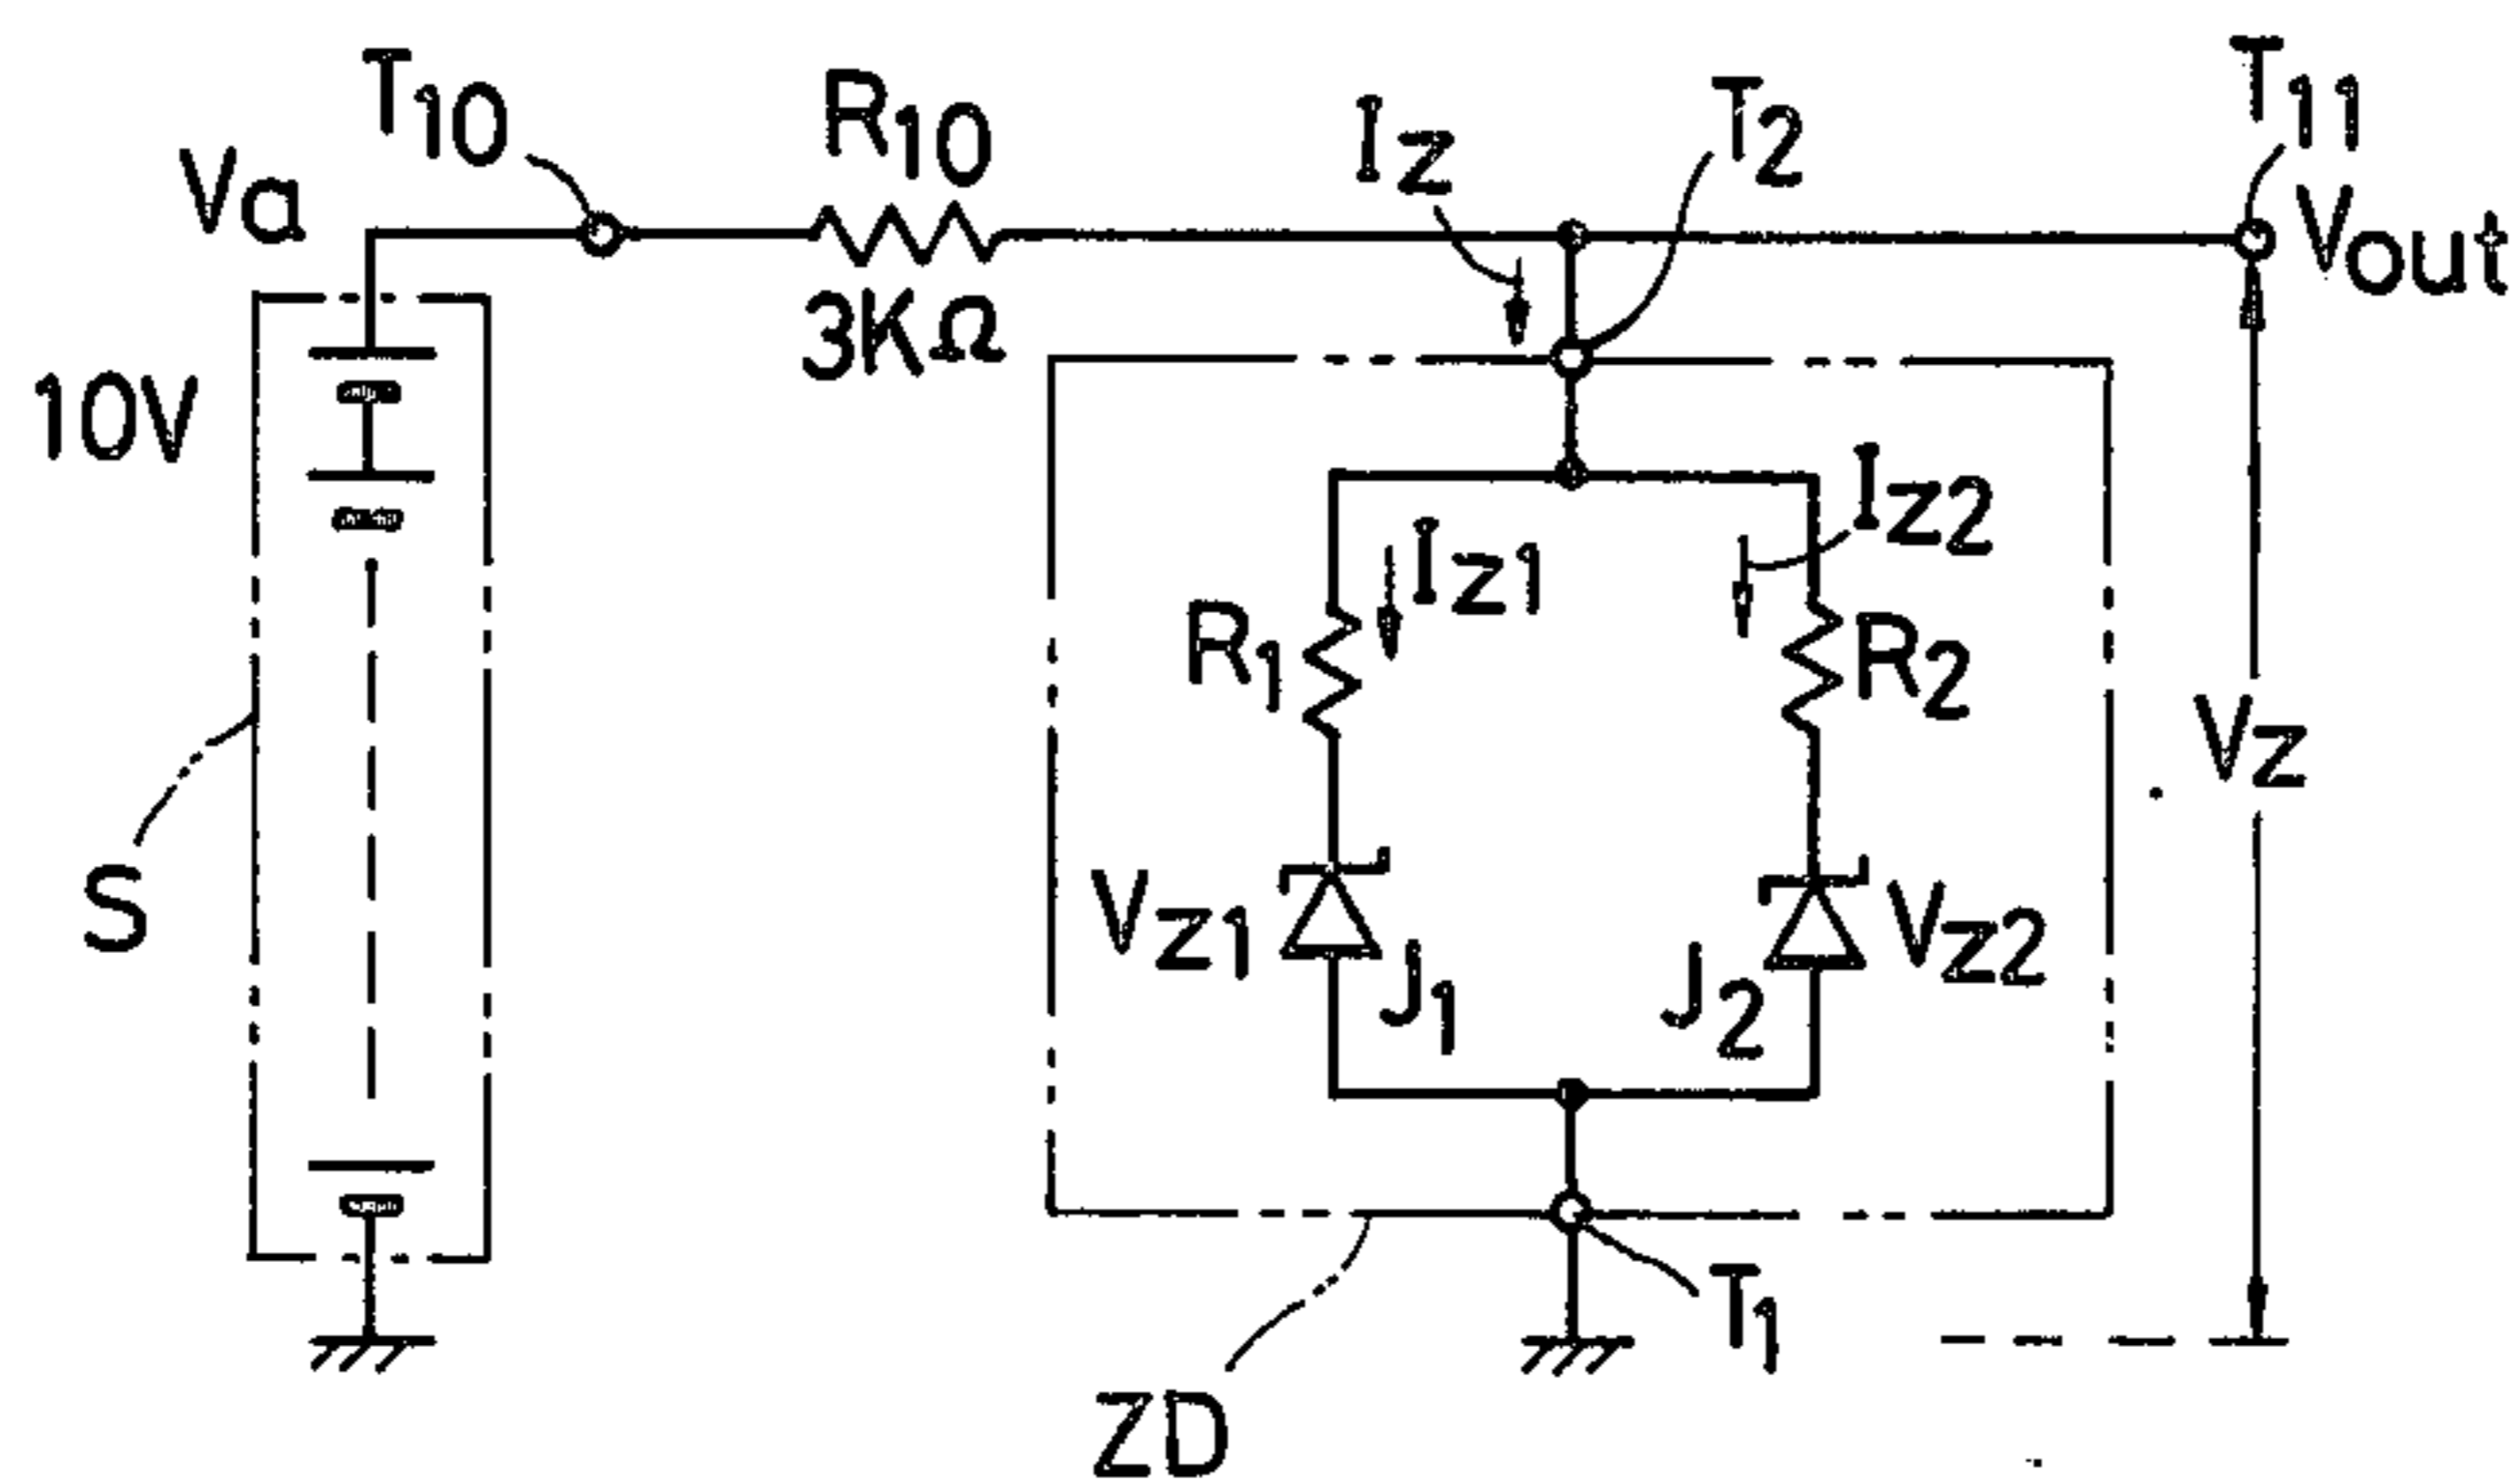 T10
R10
Iz
T2
T11
Va
Vout
3KΩ
10V
Iz2
Iz1
R1
R2
Vz
S
Vz1
J1
J2
Vz2
T1
ZD